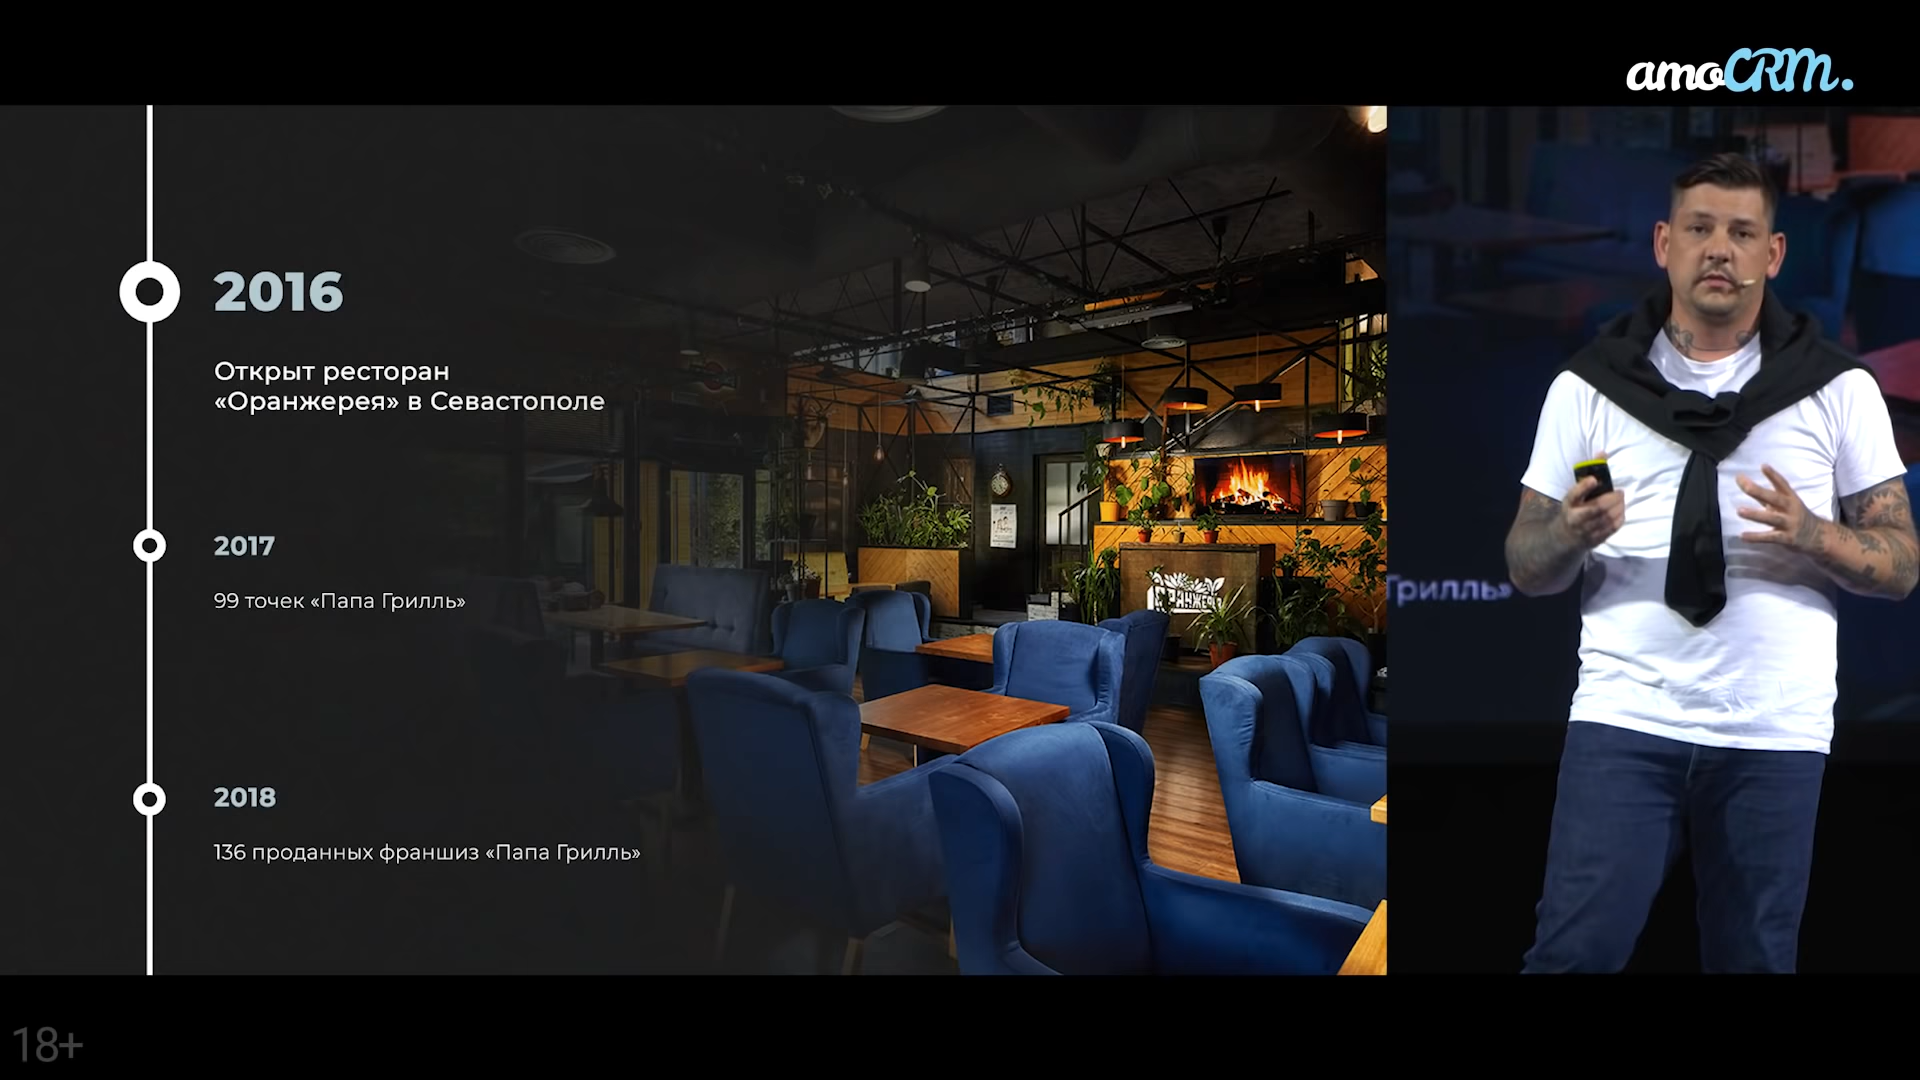 amoCRM.
2016
Открыт ресторан
«Оранжерея» в Севастополе
2017
99 точек «Папа Грилль»
2018
136 проданных франшиз «Папа Грилль»
ОРАНЖЕРЕЯ
Грилль»
18+